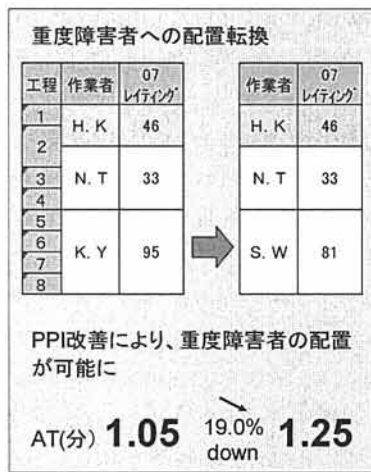 重度障害者への配置転換
工程 作業者 07 レイティング
1
2
H. K 46
3
4
N. T 33
5
6
7
8
K. Y 95
作業者 07 レイティング
H. K 46
N. T 33
S. W 81
PPI改善により、重度障害者の配置
が可能に
AT(分) 1.05 19.0% down 1.25